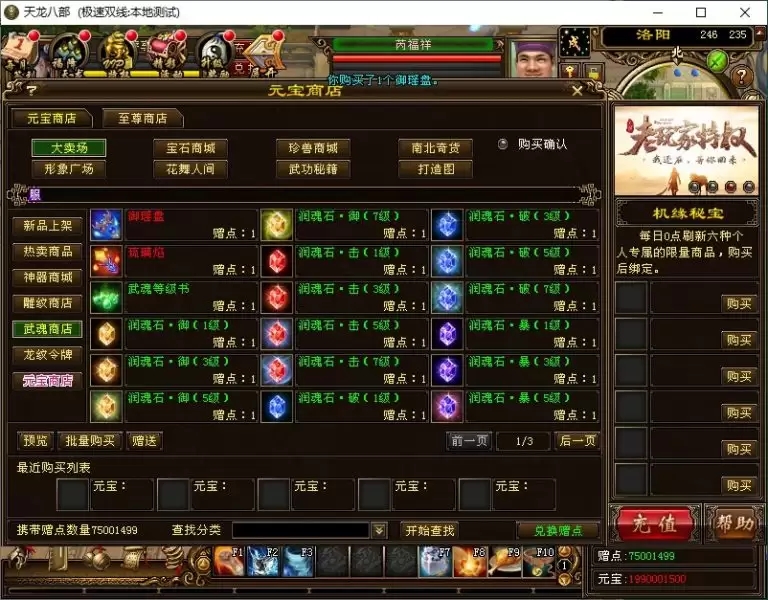 天龙八部 (极速双线:本地测试)
芮福祥
洛阳 246 235
北
你购买了1个御瑶盘。
元宝商店
元宝商店 至尊商店
大卖场 宝石商城 珍兽商城 南北奇货 购买确认
形象广场 花舞人间 武功秘籍 打造图
老玩家特权
我还在，等你回来
机缘秘宝
每日0点刷新六种个
人专属的限量商品，购买
后绑定。
新品上架
热卖商品
神器商城
雕纹商店
武魂商店
龙纹令牌
元宝商店
御瑶盘 赠点：1
润魂石·御（7级） 赠点：1
润魂石·破（3级） 赠点：1
琉璃焰 赠点：1
润魂石·击（1级） 赠点：1
润魂石·破（5级） 赠点：1
武魂等级书 赠点：1
润魂石·击（3级） 赠点：1
润魂石·破（7级） 赠点：1
润魂石·御（1级） 赠点：1
润魂石·击（5级） 赠点：1
润魂石·暴（1级） 赠点：1
润魂石·御（3级） 赠点：1
润魂石·击（7级） 赠点：1
润魂石·暴（3级） 赠点：1
润魂石·御（5级） 赠点：1
润魂石·破（1级） 赠点：1
润魂石·暴（5级） 赠点：1
购买
购买
购买
购买
购买
购买
预览 批量购买 赠送 前一页 1/3 后一页
最近购买列表
元宝： 元宝： 元宝： 元宝： 元宝：
携带赠点数量75001499 查找分类 开始查找 兑换赠点
充值 帮助
F1 F2 F3 F7 F8 F9 F10 1
赠点:75001499
元宝:1990001500